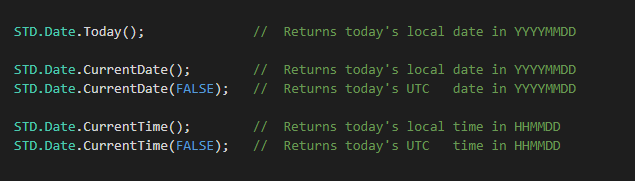 STD.Date.Today();              //  Returns today's local date in YYYYMMDD
STD.Date.CurrentDate();        //  Returns today's local date in YYYYMMDD
STD.Date.CurrentDate(FALSE);   //  Returns today's UTC   date in YYYYMMDD
STD.Date.CurrentTime();        //  Returns today's local time in HHMMDD
STD.Date.CurrentTime(FALSE);   //  Returns today's UTC   time in HHMMDD